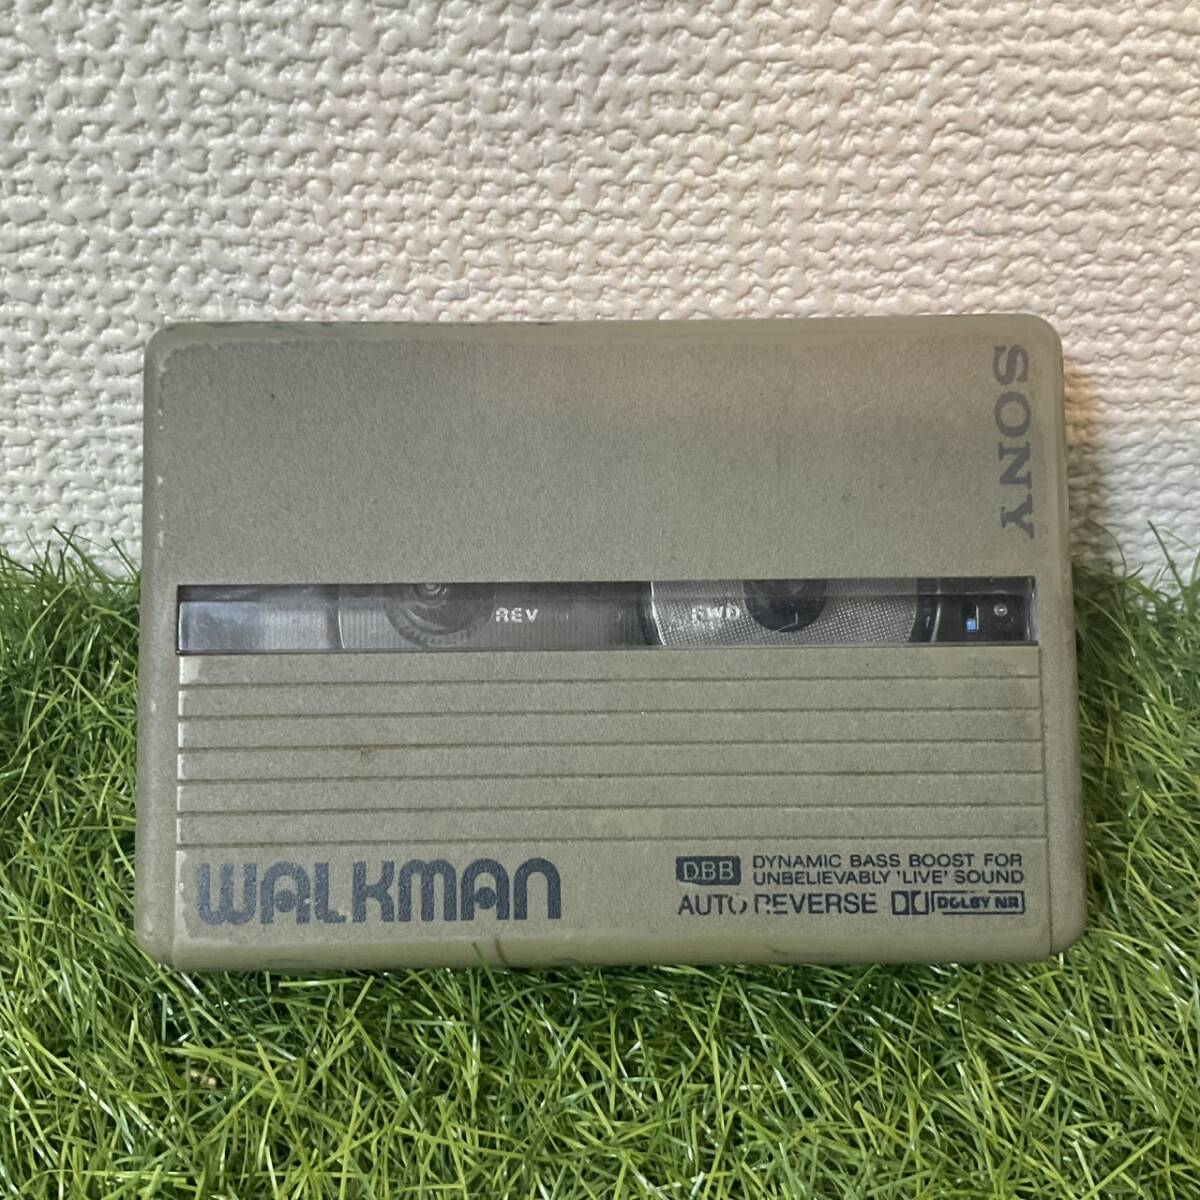 SONY
REV FWD
WALKMAN
DBB DYNAMIC BASS BOOST FOR
UNBELIEVABLY 'LIVE' SOUND
AUTO REVERSE DOLBY NR